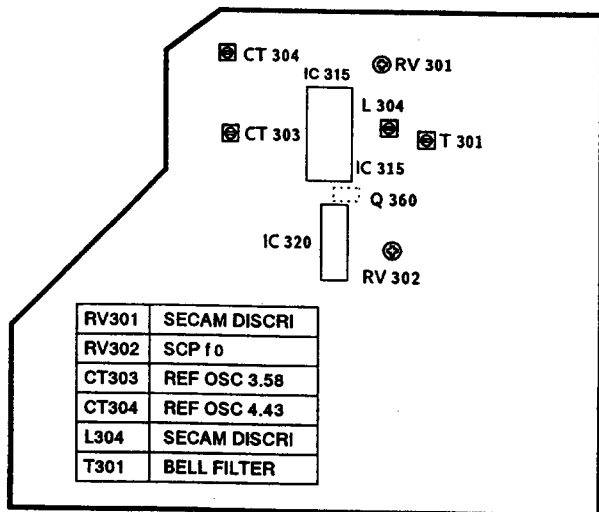 CT 304
RV 301
IC 315
L 304
CT 303
T 301
IC 315
Q 360
IC 320
RV 302
RV301 SECAM DISCRI
RV302 SCP f 0
CT303 REF OSC 3.58
CT304 REF OSC 4.43
L304 SECAM DISCRI
T301 BELL FILTER